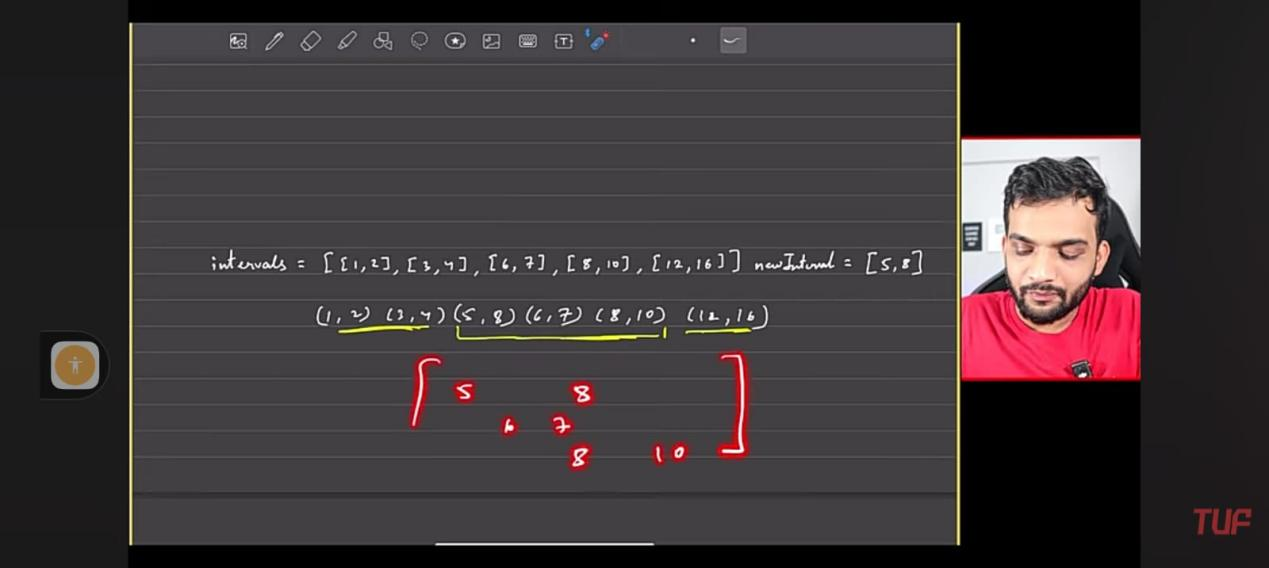 intervals = [[1,2], [3,4], [6,7], [8,10], [12,16]] newInterval = [5,8]
(1,2) (3,4) (5,8) (6,7) (8,10) (12,16)
[ 5 8 ]
6 7
8 10
TUF